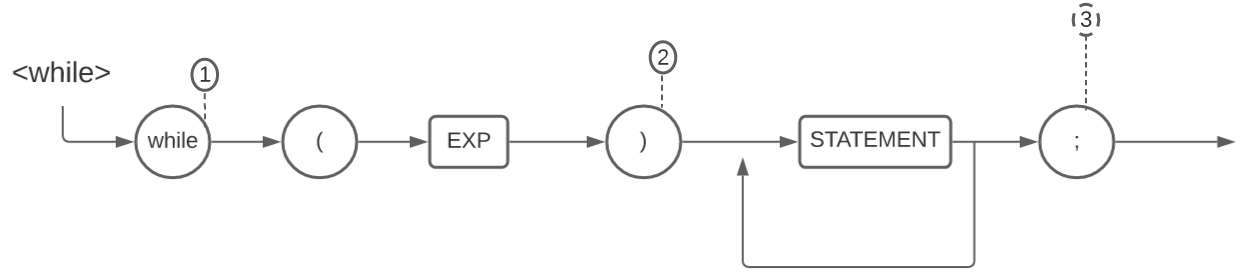 3
1
2
<while>
while
(
EXP
)
STATEMENT
;